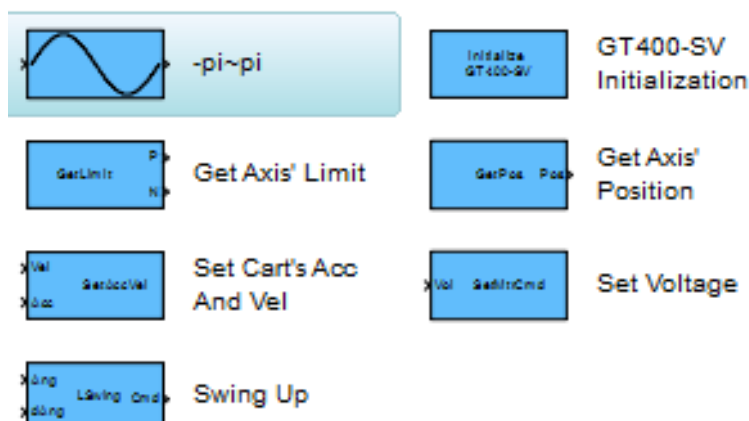 -pi~pi
Initialize
GT400-SV
GT400-SV
Initialization
P
GetLimit
N
Get Axis' Limit
GetPos Pos
Get Axis'
Position
Vel
SetAccVel
Acc
Set Cart's Acc
And Vel
Vol SetMtrCmd
Set Voltage
Ang
LSwing Cmd
dAng
Swing Up